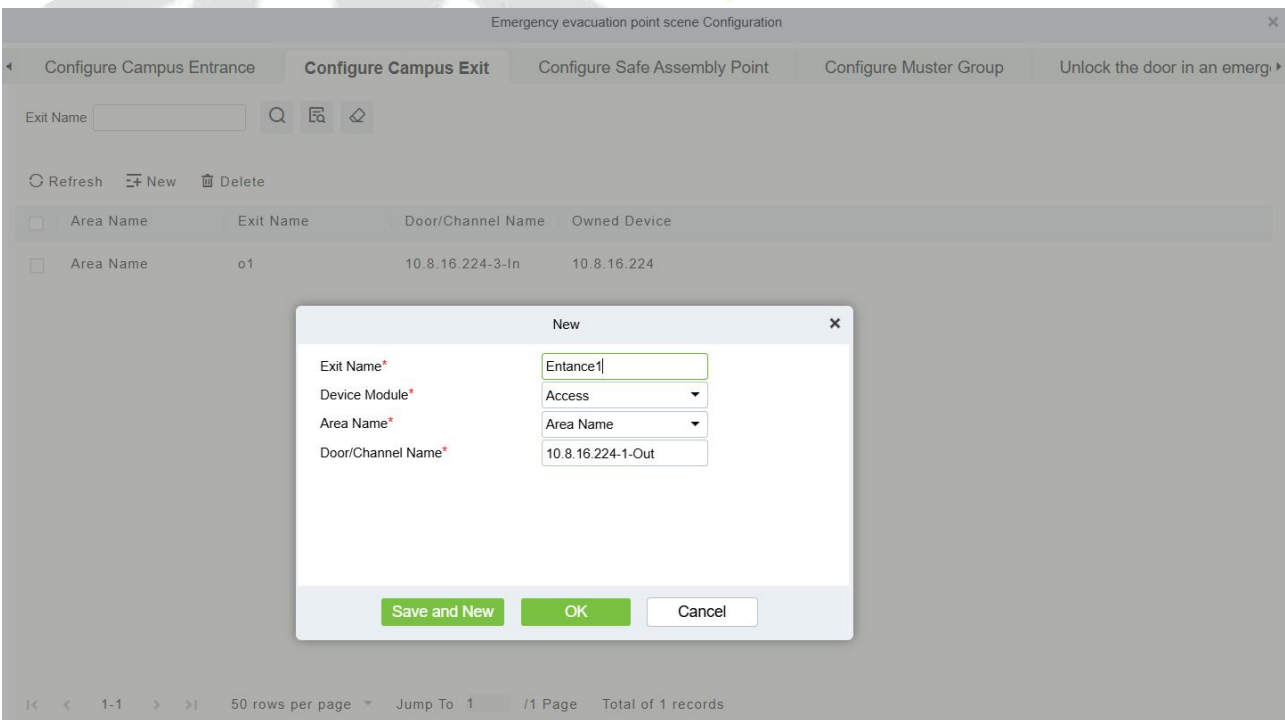 Emergency evacuation point scene Configuration
Configure Campus Entrance Configure Campus Exit Configure Safe Assembly Point Configure Muster Group Unlock the door in an emerg
Exit Name
Refresh New Delete
Area Name Exit Name Door/Channel Name Owned Device
Area Name o1 10.8.16.224-3-In 10.8.16.224
New
Exit Name* Entance1
Device Module* Access
Area Name* Area Name
Door/Channel Name* 10.8.16.224-1-Out
Save and New OK Cancel
1-1 50 rows per page Jump To 1 /1 Page Total of 1 records